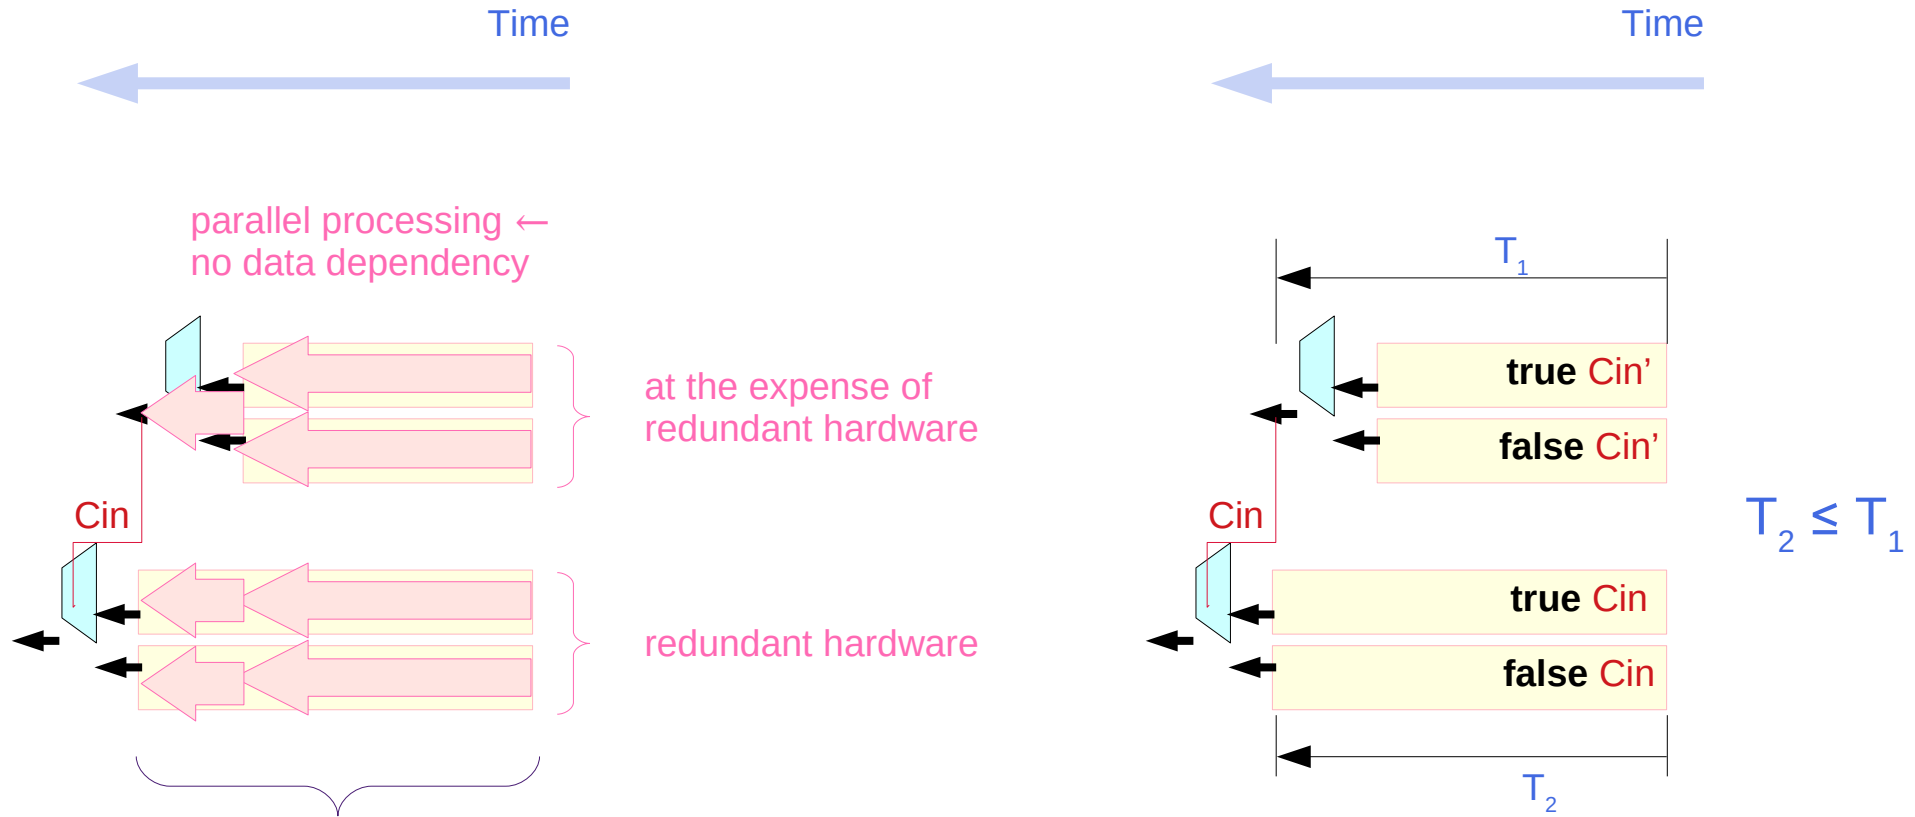 Time
parallel processing ←
no data dependency
at the expense of
redundant hardware
Cin
redundant hardware
Time
T1
true Cin’
false Cin’
Cin
true Cin
false Cin
T2
T2 ≤ T1